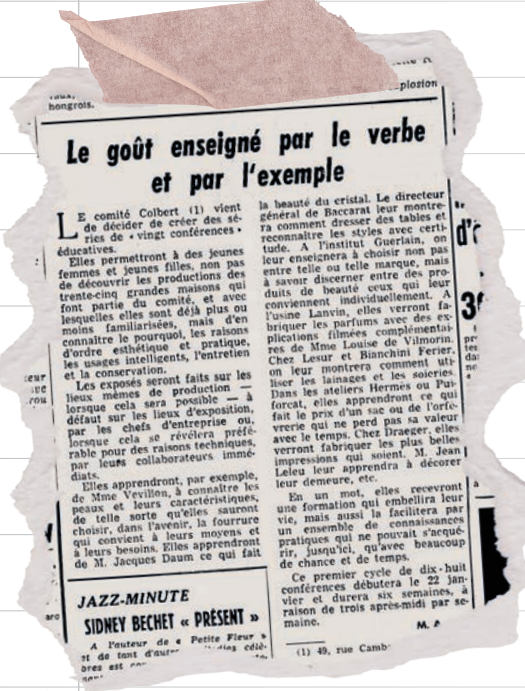 hongrois.
plosion
Le goût enseigné par le verbe
et par l'exemple
LE comité Colbert (1) vient
de décider de créer des sé-
ries de « vingt conférences »
éducatives.
Elles permettront à des jeunes
femmes et jeunes filles, non pas
de découvrir les productions des
trente-cinq grandes maisons qui
font partie du comité, et avec
lesquelles elles sont déjà plus ou
moins familiarisées, mais d'en
connaître le pourquoi, les raisons
d'ordre esthétique et pratique,
les usages intelligents, l'entretien
et la conservation.
Les exposés seront faits sur les
lieux mêmes de production —
lorsque cela sera possible — à
défaut sur les lieux d'exposition,
par les chefs d'entreprise ou,
lorsque cela se révélera préfé-
rable pour des raisons techniques,
par leurs collaborateurs immé-
diats.
Elles apprendront, par exemple,
de Mme Vevillon, à connaître les
peaux et leurs caractéristiques,
de telle sorte qu'elles sauront
choisir, dans l'avenir, la fourrure
qui convient à leurs moyens et
à leurs besoins. Elles apprendront
de M. Jacques Daum ce qui fait
la beauté du cristal. Le directeur
général de Baccarat leur montre-
ra comment dresser des tables et
reconnaître les styles avec certi-
tude. A l'institut Guerlain, on
leur enseignera à choisir non pas
entre telle ou telle marque, mais
à savoir discerner entre des pro-
duits de beauté ceux qui leur
conviennent individuellement. A
l'usine Lanvin, elles verront fa-
briquer les parfums avec des ex-
plications filmées complémentai-
res de Mme Louise de Vilmorin.
Chez Lesur et Bianchini Ferier,
on leur montrera comment uti-
liser les lainages et les soieries.
Dans les ateliers Hermès ou Pui-
forcat, elles apprendront ce qui
fait le prix d'un sac ou de l'orfè-
vrerie qui ne perd pas sa valeur
avec le temps. Chez Draeger, elles
verront fabriquer les plus belles
impressions qui soient. M. Jean
Leleu leur apprendra à décorer
leur demeure, etc.
En un mot, elles recevront
une formation qui embellira leur
vie, mais aussi la facilitera par
un ensemble de connaissances
pratiques qui ne pouvait s'acqué-
rir, jusqu'ici, qu'avec beaucoup
de chance et de temps.
Ce premier cycle de dix-huit
conférences débutera le 22 jan-
vier et durera six semaines, à
raison de trois après-midi par se-
maine.
M. A
(1) 49, rue Camb
JAZZ-MINUTE
SIDNEY BECHET « PRÉSENT »
A l'auteur de « Petite Fleur »
et de tant d'autres célè-
bres est